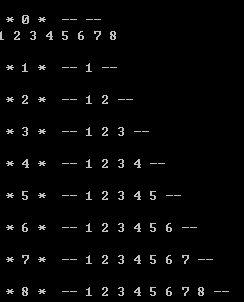 * 0 *  -- --
1 2 3 4 5 6 7 8
* 1 *  -- 1 --
* 2 *  -- 1 2 --
* 3 *  -- 1 2 3 --
* 4 *  -- 1 2 3 4 --
* 5 *  -- 1 2 3 4 5 --
* 6 *  -- 1 2 3 4 5 6 --
* 7 *  -- 1 2 3 4 5 6 7 --
* 8 *  -- 1 2 3 4 5 6 7 8 --